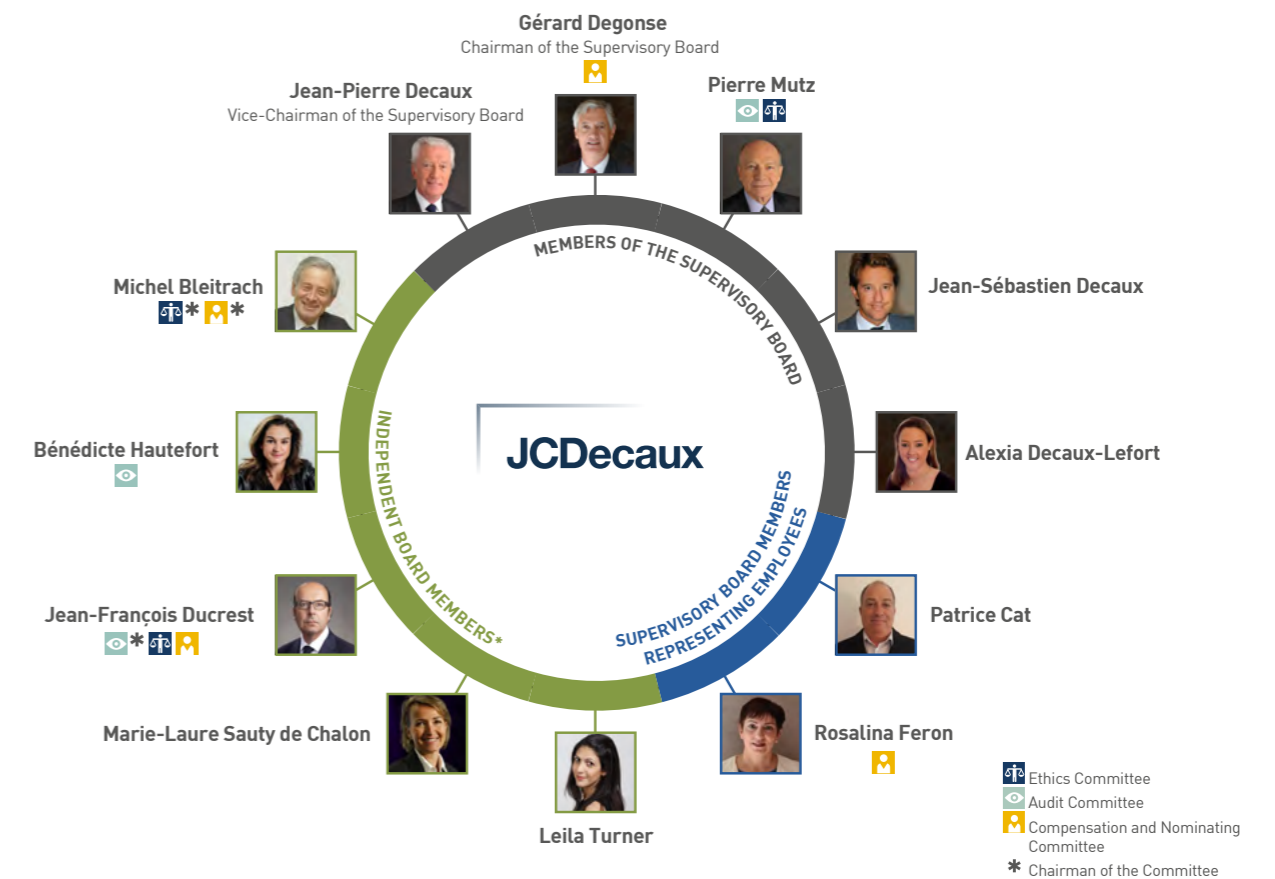 Gérard Degonse
Chairman of the Supervisory Board
Jean-Pierre Decaux
Vice-Chairman of the Supervisory Board
Pierre Mutz
Michel Bleitrach
* *
Jean-Sébastien Decaux
MEMBERS OF THE SUPERVISORY BOARD
Bénédicte Hautefort
JCDecaux
Alexia Decaux-Lefort
INDEPENDENT BOARD MEMBERS*
SUPERVISORY BOARD MEMBERS
REPRESENTING EMPLOYEES
Jean-François Ducrest
*
Patrice Cat
Marie-Laure Sauty de Chalon
Rosalina Feron
Leila Turner
Ethics Committee
Audit Committee
Compensation and Nominating
Committee
* Chairman of the Committee